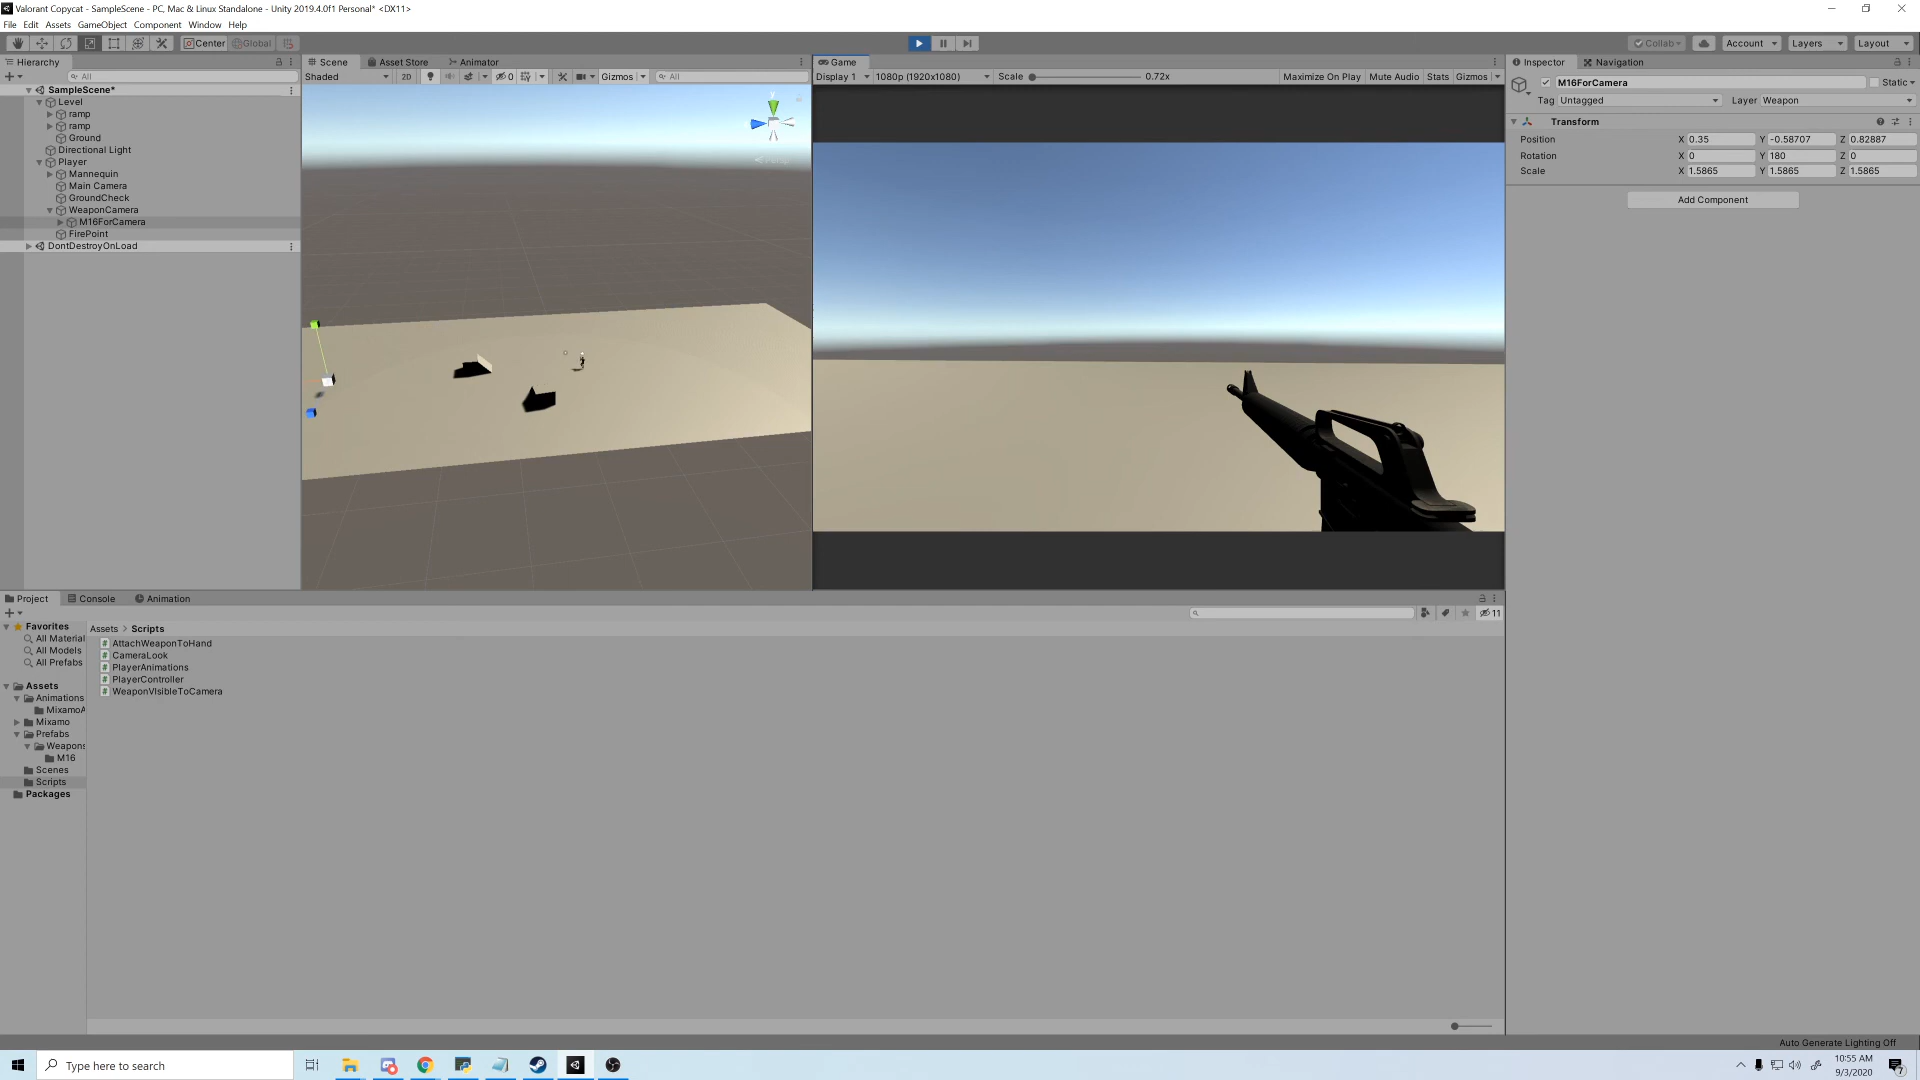 Valorant Copycat - SampleScene - PC, Mac & Linux Standalone - Unity 2019.4.0f1 Personal* <DX11>
File Edit Assets GameObject Component Window Help
Center Global
Collab Account Layers Layout
Hierarchy
All
SampleScene*
Level
ramp
ramp
Ground
Directional Light
Player
Mannequin
Main Camera
GroundCheck
WeaponCamera
M16ForCamera
FirePoint
DontDestroyOnLoad
Scene Asset Store Animator
Shaded 2D 0 Gizmos All
y
Persp
Game
Display 1 1080p (1920x1080) Scale 0.72x Maximize On Play Mute Audio Stats Gizmos
Inspector Navigation
M16ForCamera Static
Tag Untagged Layer Weapon
Transform
Position X 0.35 Y -0.58707 Z 0.82887
Rotation X 0 Y 180 Z 0
Scale X 1.5865 Y 1.5865 Z 1.5865
Add Component
Project Console Animation
11
Favorites
All Material
All Models
All Prefabs
Assets
Animations
MixamoA
Mixamo
Prefabs
Weapons
M16
Scenes
Scripts
Packages
Assets > Scripts
AttachWeaponToHand
CameraLook
PlayerAnimations
PlayerController
WeaponVIsibleToCamera
Auto Generate Lighting Off
Type here to search
10:55 AM
9/3/2020
7